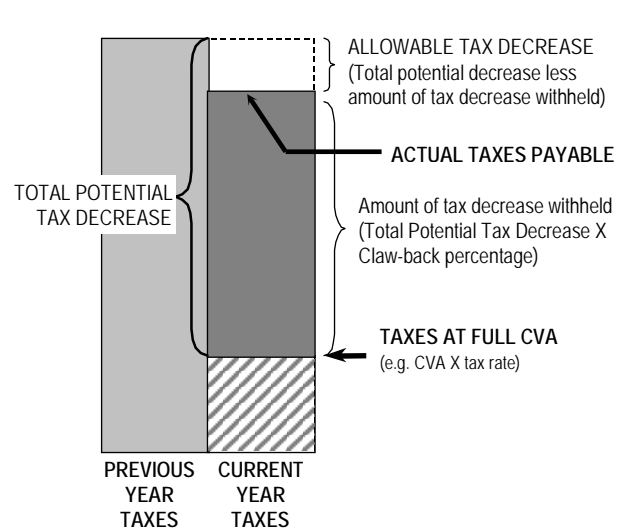 ALLOWABLE TAX DECREASE
(Total potential decrease less
amount of tax decrease withheld)
ACTUAL TAXES PAYABLE
TOTAL POTENTIAL
TAX DECREASE
Amount of tax decrease withheld
(Total Potential Tax Decrease X
Claw-back percentage)
TAXES AT FULL CVA
(e.g. CVA X tax rate)
PREVIOUS
YEAR
TAXES
CURRENT
YEAR
TAXES